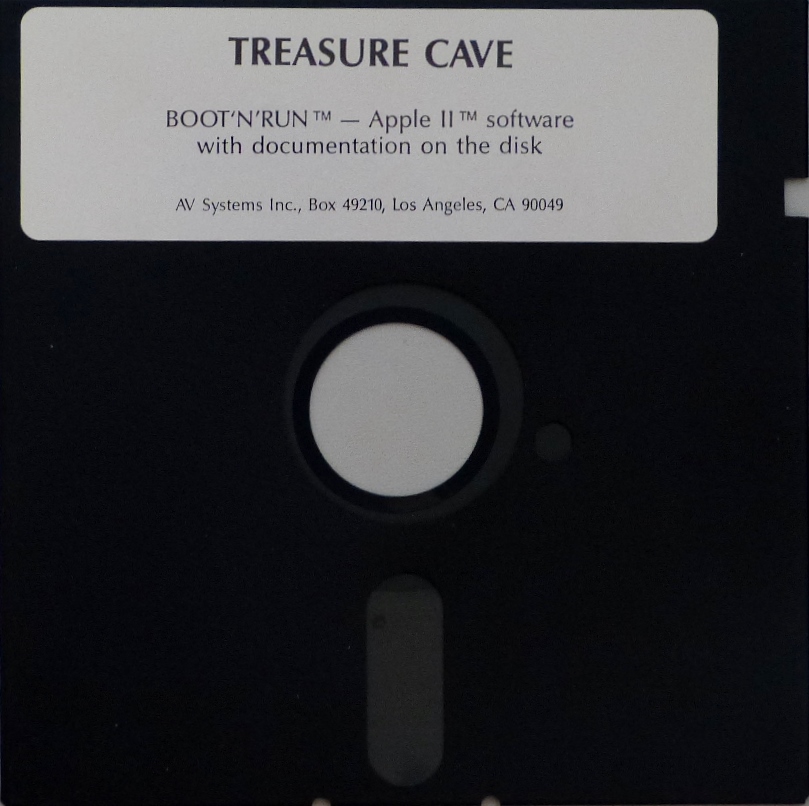 TREASURE CAVE
BOOT‘N’RUN™ — Apple II™ software
with documentation on the disk
AV Systems Inc., Box 49210, Los Angeles, CA 90049